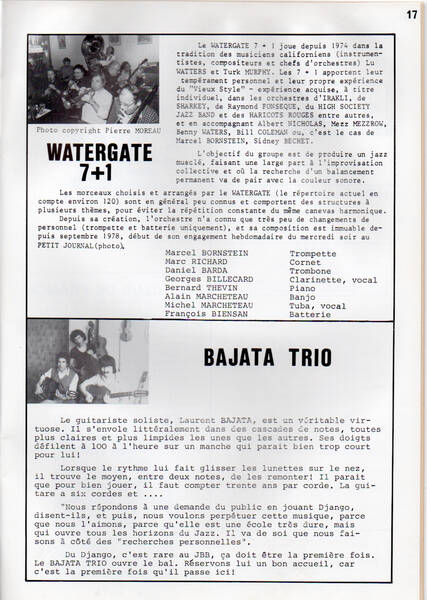 17
Le WATERGATE 7 + 1 joue depuis 1974 dans la
tradition des musiciens californiens (instrumen-
tistes, compositeurs et chefs d'orchestres) Lu
WATTERS et Turk MURPHY. Les 7 + 1 apportent leur
tempérament personnel et leur propre expérience
du "Vieux Style" - expérience acquise, à titre
individuel, dans les orchestres d'IRAKLI, de
SHARKEY, de Raymond FONSEQUE, du HIGH SOCIETY
JAZZ BAND et des HARICOTS ROUGES entre autres,
et en accompagnant Albert NICHOLAS, Mezz MEZZROW,
Benny WATERS, Bill COLEMAN ou, c'est le cas de
Marcel BORNSTEIN, Sidney BECHET.
Photo copyright Pierre MOREAU
WATERGATE
7+1
L'objectif du groupe est de produire un jazz
musclé, faisant une large part à l'improvisation
collective et où la recherche d'un balancement
permanent va de pair avec la couleur sonore.
Les morceaux choisis et arrangés par le WATERGATE (le répertoire actuel en
compte environ 120) sont en général peu connus et comportent des structures à
plusieurs thèmes, pour éviter la répétition constante du même canevas harmonique.
Depuis sa création, l'orchestre n'a connu que très peu de changements de
personnel (trompette et batterie uniquement), et sa composition est immuable de-
puis septembre 1978, début de son engagement hebdomadaire du mercredi soir au
PETIT JOURNAL(photo).
Marcel BORNSTEIN Trompette
Marc RICHARD Cornet
Daniel BARDA Trombone
Georges BILLECARD Clarinette, vocal
Bernard THEVIN Piano
Alain MARCHETEAU Banjo
Michel MARCHETEAU Tuba, vocal
François BIENSAN Batterie
BAJATA TRIO
Le guitariste soliste, Laurent BAJATA, est un véritable vir-
tuose. Il s'envole littéralement dans des cascades de notes, toutes
plus claires et plus limpides les unes que les autres. Ses doigts
défilent à 100 à l'heure sur un manche qui parait bien trop court
pour lui!
Lorsque le rythme lui fait glisser les lunettes sur le nez,
il trouve le moyen, entre deux notes, de les remonter! Il parait
que pour bien jouer, il faut compter trente ans par corde. La gui-
tare a six cordes et ....
"Nous répondons à une demande du public en jouant Django,
disent-ils, et puis, nous voulons perpétuer cette musique, parce
que nous l'aimons, parce qu'elle est une école très dure, mais
qui ouvre tous les horizons du Jazz. Il va de soi que nous fai-
sons à côté des "recherches personnelles".
Du Django, c'est rare au JBB, ça doit être la première fois.
Le BAJATA TRIO ouvre le bal. Réservons lui un bon accueil, car
c'est la première fois qu'il passe ici!